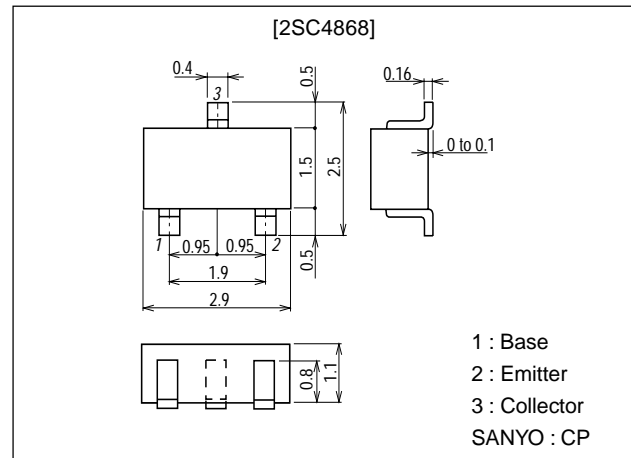 [2SC4868]
0.4
3
0.5
0.16
1.5
2.5
0 to 0.1
1
0.95
0.95
2
0.5
1.9
2.9
0.8
1.1
1 : Base
2 : Emitter
3 : Collector
SANYO : CP